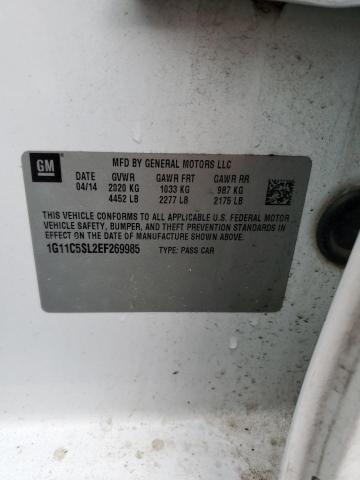 GM
MFD BY GENERAL MOTORS LLC
DATE GVWR GAWR FRT GAWR RR
04/14 2020 KG 1033 KG 987 KG
4452 LB 2277 LB 2175 LB
THIS VEHICLE CONFORMS TO ALL APPLICABLE U.S. FEDERAL MOTOR
VEHICLE SAFETY, BUMPER, AND THEFT PREVENTION STANDARDS
IN EFFECT ON THE DATE OF MANUFACTURE SHOWN ABOVE.
1G11C5SL2EF269985 TYPE: PASS CAR